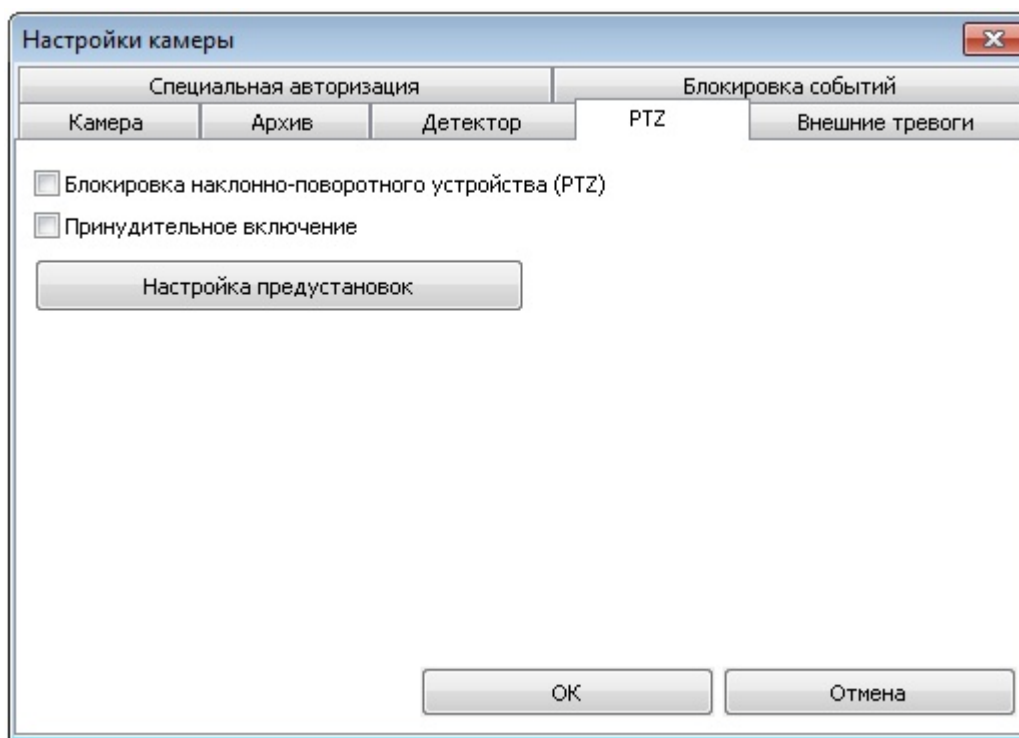 Настройки камеры
Специальная авторизация
Блокировка событий
Камера
Архив
Детектор
PTZ
Внешние тревоги
Блокировка наклонно-поворотного устройства (PTZ)
Принудительное включение
Настройка предустановок
OK
Отмена